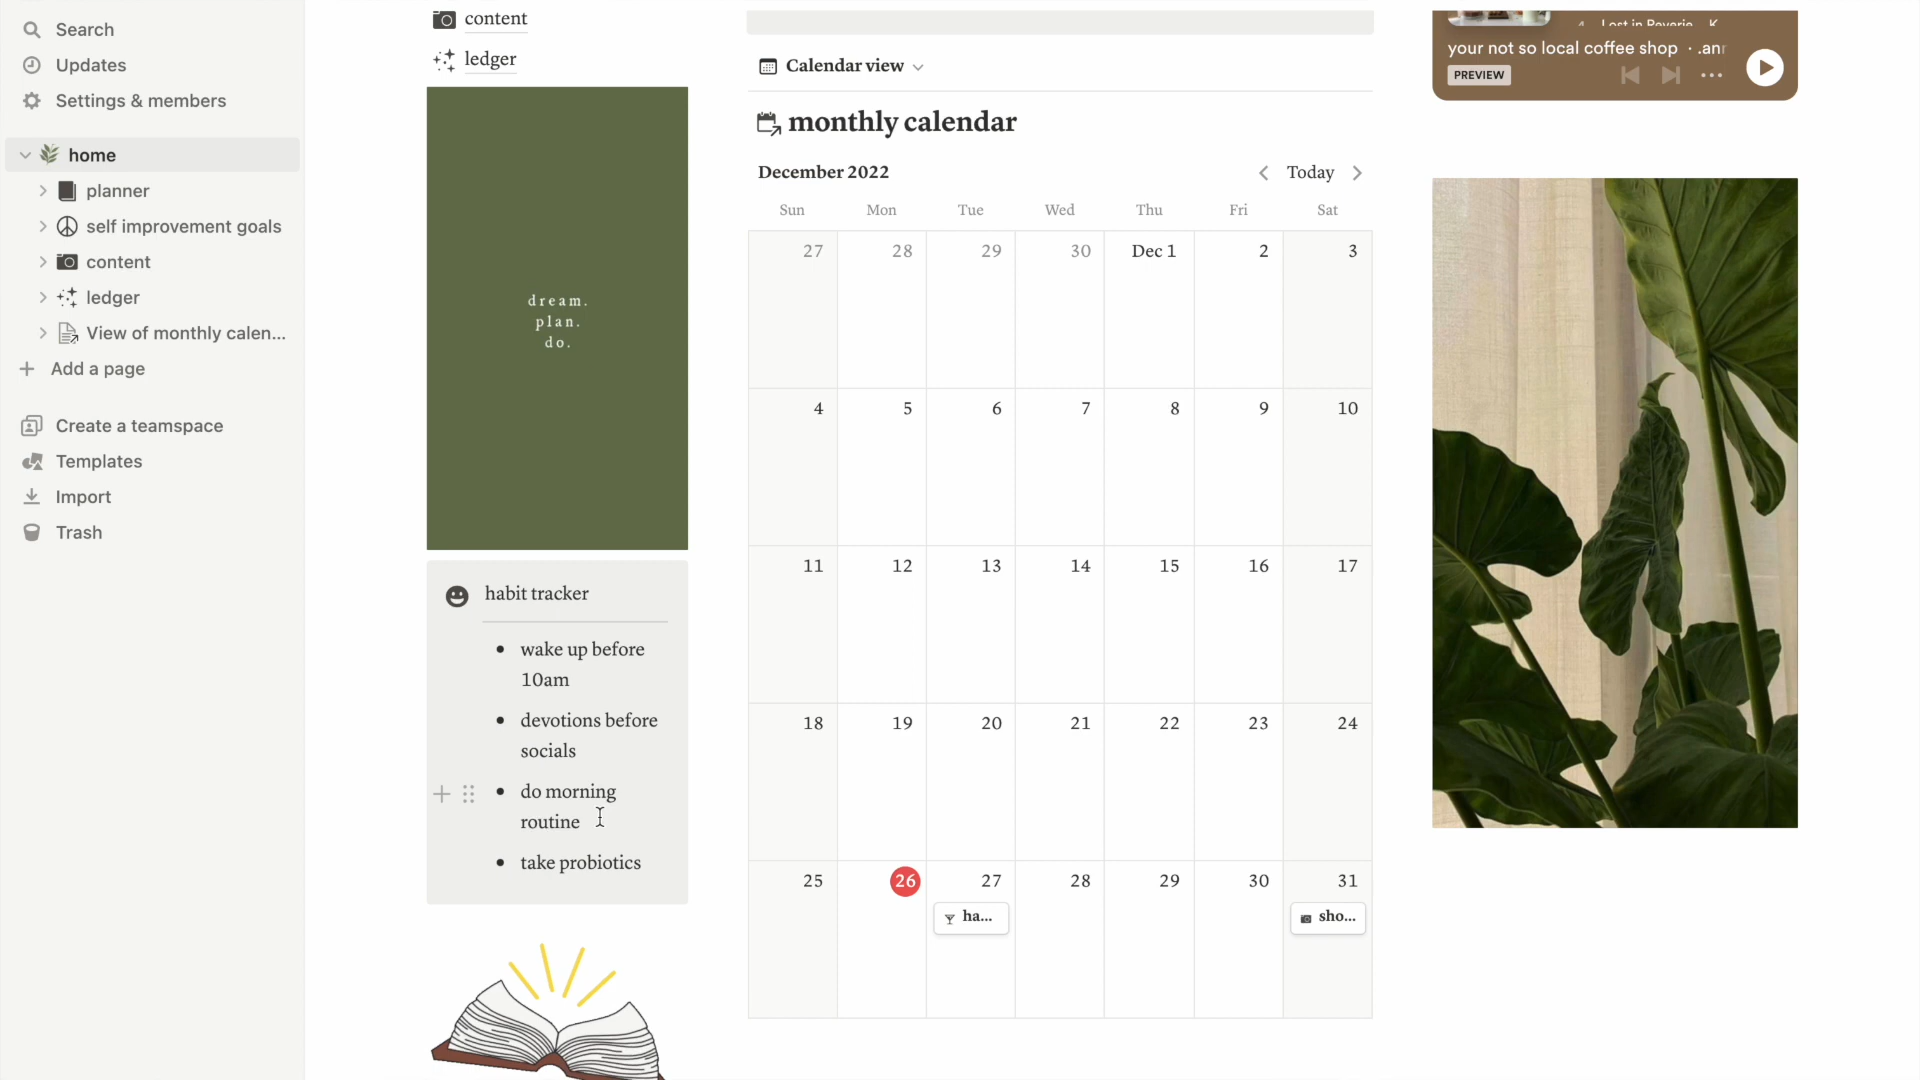 Search
Updates
Settings & members
home
planner
self improvement goals
content
ledger
View of monthly calen...
Add a page
Create a teamspace
Templates
Import
Trash
content
ledger
dream.
plan.
do.
habit tracker
wake up before
10am
devotions before
socials
do morning
routine
take probiotics
Calendar view
monthly calendar
December 2022
Today
Sun Mon Tue Wed Thu Fri Sat
27 28 29 30 Dec 1 2 3
4 5 6 7 8 9 10
11 12 13 14 15 16 17
18 19 20 21 22 23 24
25 26 27 28 29 30 31
ha... sho...
4 Lost in Reverie K
your not so local coffee shop · .anr
PREVIEW